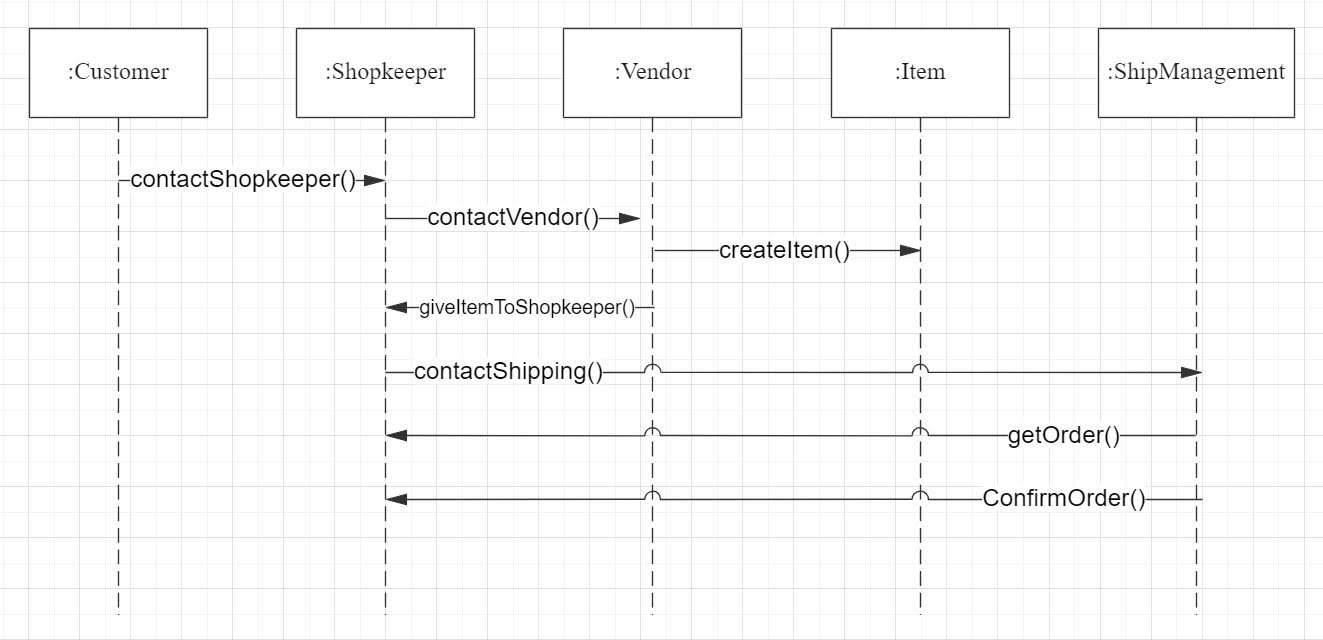 :Customer
:Shopkeeper
:Vendor
:Item
:ShipManagement
contactShopkeeper()
contactVendor()
createItem()
giveItemToShopkeeper()
contactShipping()
getOrder()
ConfirmOrder()